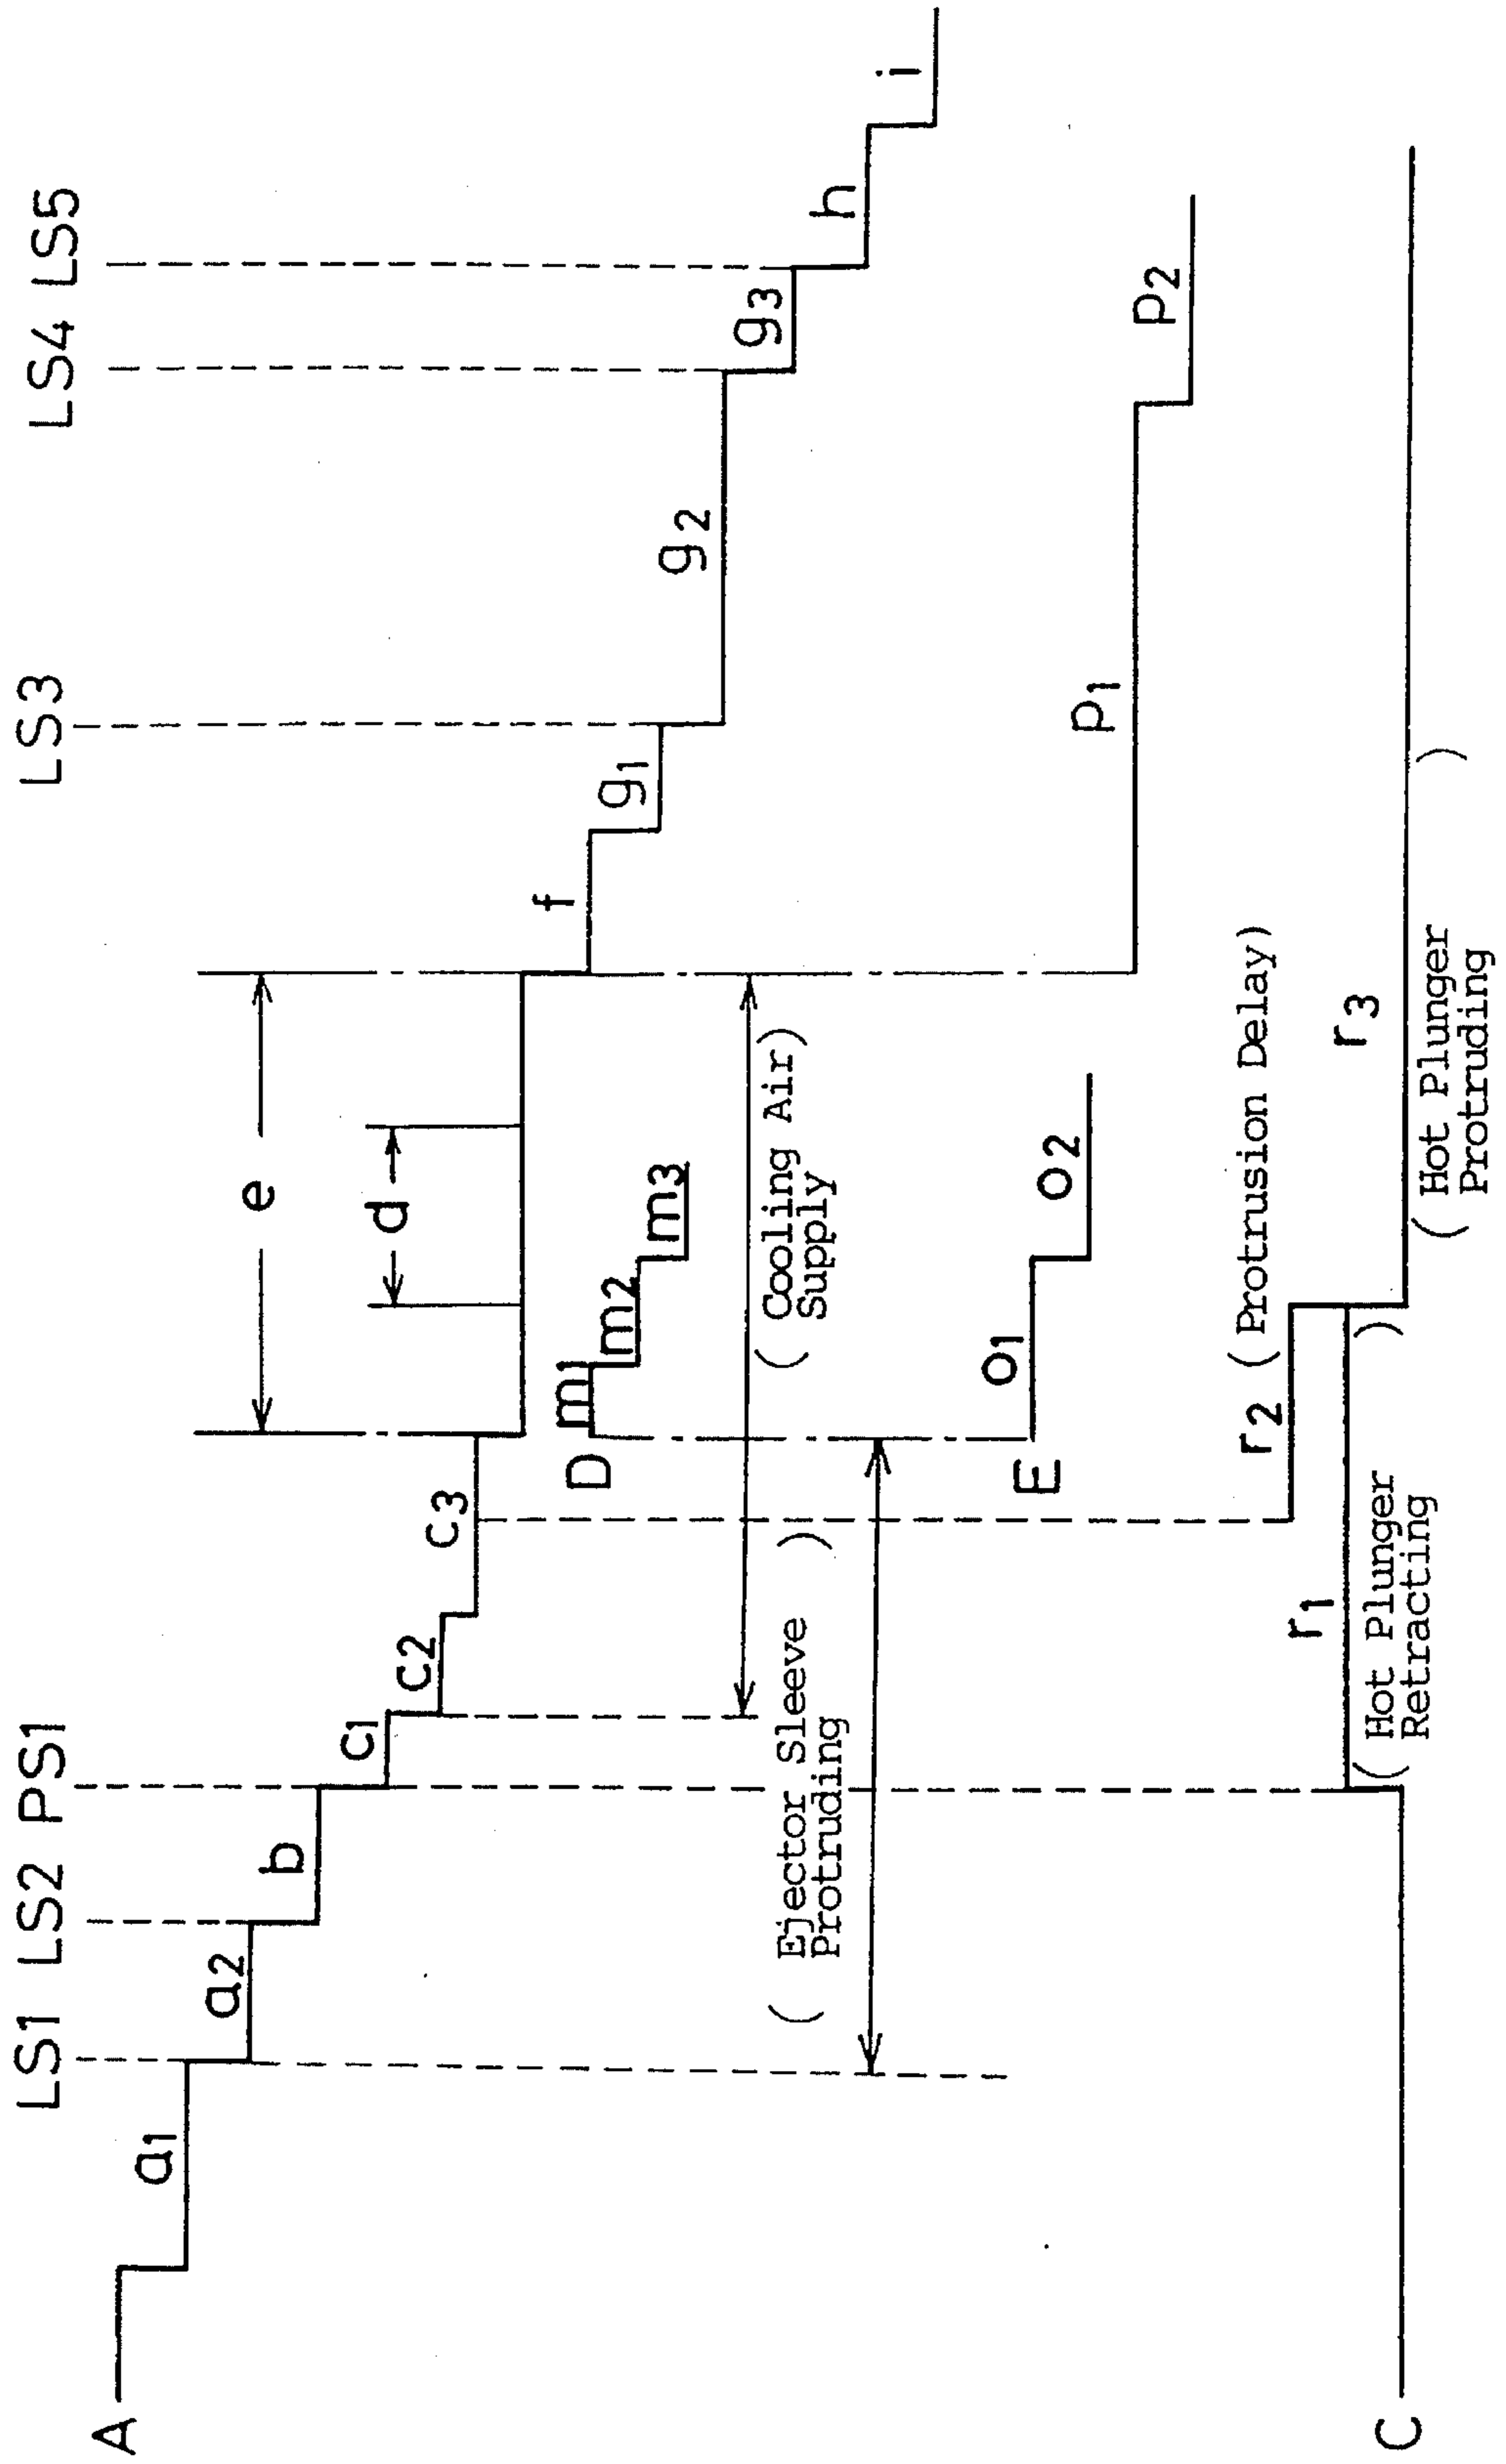 LS1 LS2 PS1 LS3 LS4 LS5
A
a1
a2
b
c1
c2
c3
e
d
f
g1
g2
g3
h
i
D
m1
m2
m3
( Cooling Air )
Supply
( Ejector Sleeve )
Protruding
E
o1
o2
p1
p2
r2 ( Protrusion Delay )
r1
( Hot Plunger )
Retracting
r3
( Hot Plunger )
Protruding
C